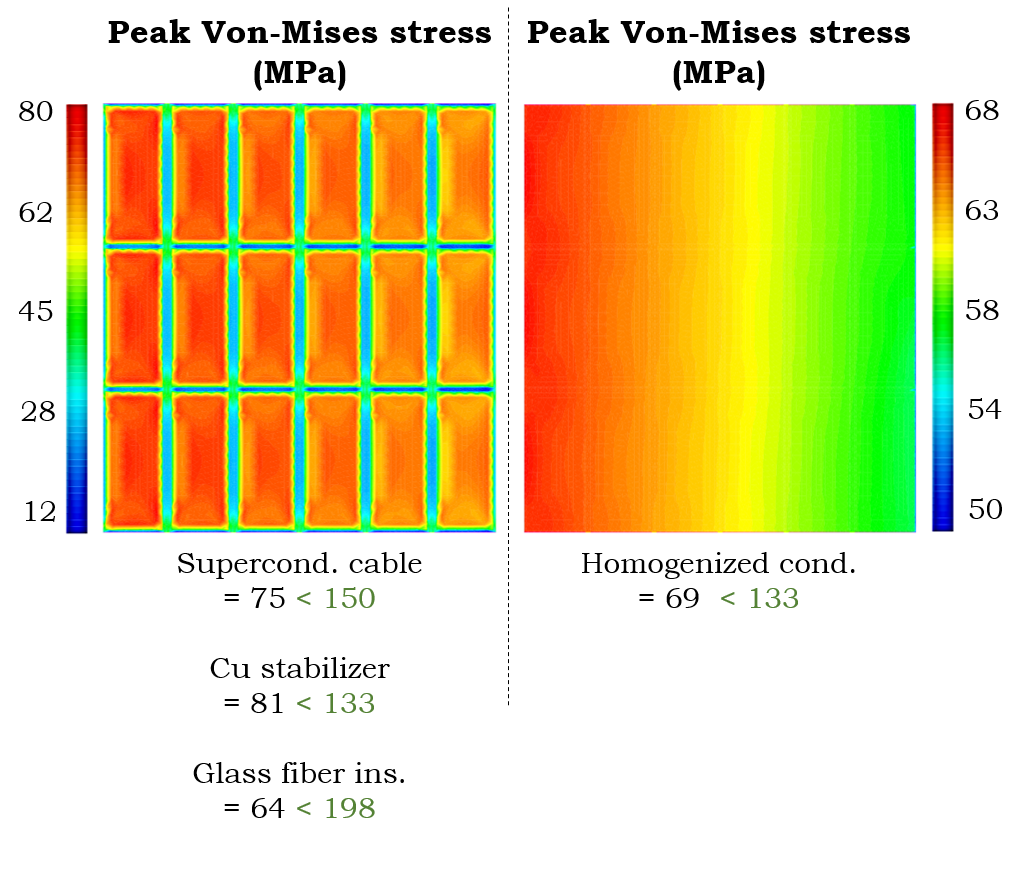 Peak Von-Mises stress
(MPa)
80
62
45
28
12
Supercond. cable
= 75 < 150
Cu stabilizer
= 81 < 133
Glass fiber ins.
= 64 < 198
Peak Von-Mises stress
(MPa)
68
63
58
54
50
Homogenized cond.
= 69 < 133